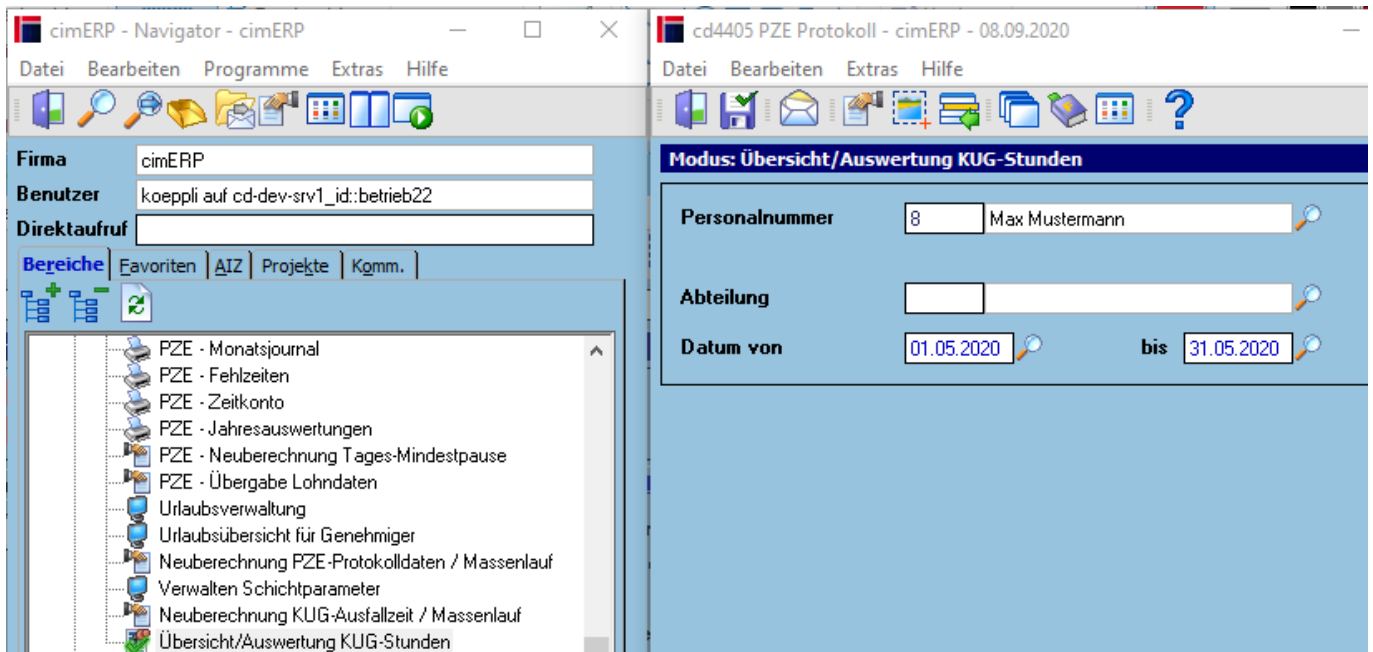 cimERP - Navigator - cimERP
Datei Bearbeiten Programme Extras Hilfe
Firma cimERP
Benutzer koeppli auf cd-dev-srv1_id::betrieb22
Direktaufruf
Bereiche Favoriten AIZ Projekte Komm.
PZE - Monatsjournal
PZE - Fehlzeiten
PZE - Zeitkonto
PZE - Jahresauswertungen
PZE - Neuberechnung Tages-Mindestpause
PZE - Übergabe Lohndaten
Urlaubsverwaltung
Urlaubsübersicht für Genehmiger
Neuberechnung PZE-Protokolldaten / Massenlauf
Verwalten Schichtparameter
Neuberechnung KUG-Ausfallzeit / Massenlauf
Übersicht/Auswertung KUG-Stunden
cd4405 PZE Protokoll - cimERP - 08.09.2020
Datei Bearbeiten Extras Hilfe
Modus: Übersicht/Auswertung KUG-Stunden
Personalnummer 8 Max Mustermann
Abteilung
Datum von 01.05.2020 bis 31.05.2020